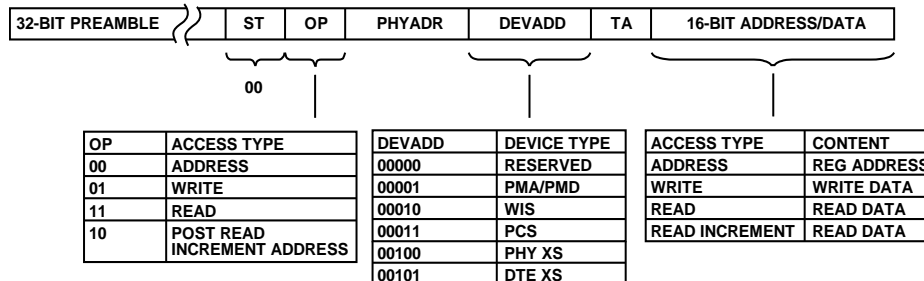 32-BIT PREAMBLE ST OP PHYADR DEVADD TA 16-BIT ADDRESS/DATA
00
OP ACCESS TYPE
00 ADDRESS
01 WRITE
11 READ
10 POST READ
INCREMENT ADDRESS
DEVADD DEVICE TYPE
00000 RESERVED
00001 PMA/PMD
00010 WIS
00011 PCS
00100 PHY XS
00101 DTE XS
ACCESS TYPE CONTENT
ADDRESS REG ADDRESS
WRITE WRITE DATA
READ READ DATA
READ INCREMENT READ DATA